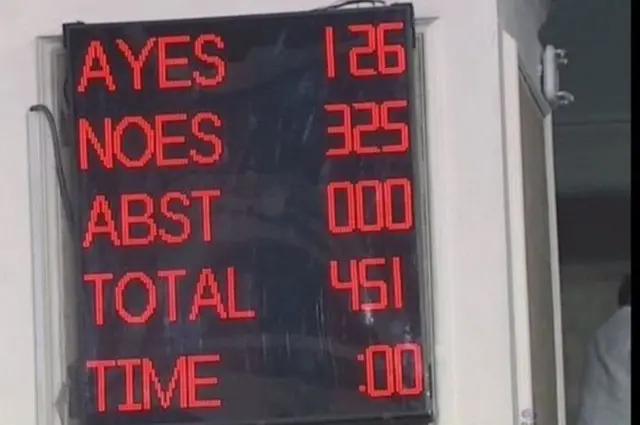 AYES 126
NOES 325
ABST 000
TOTAL 451
TIME :00